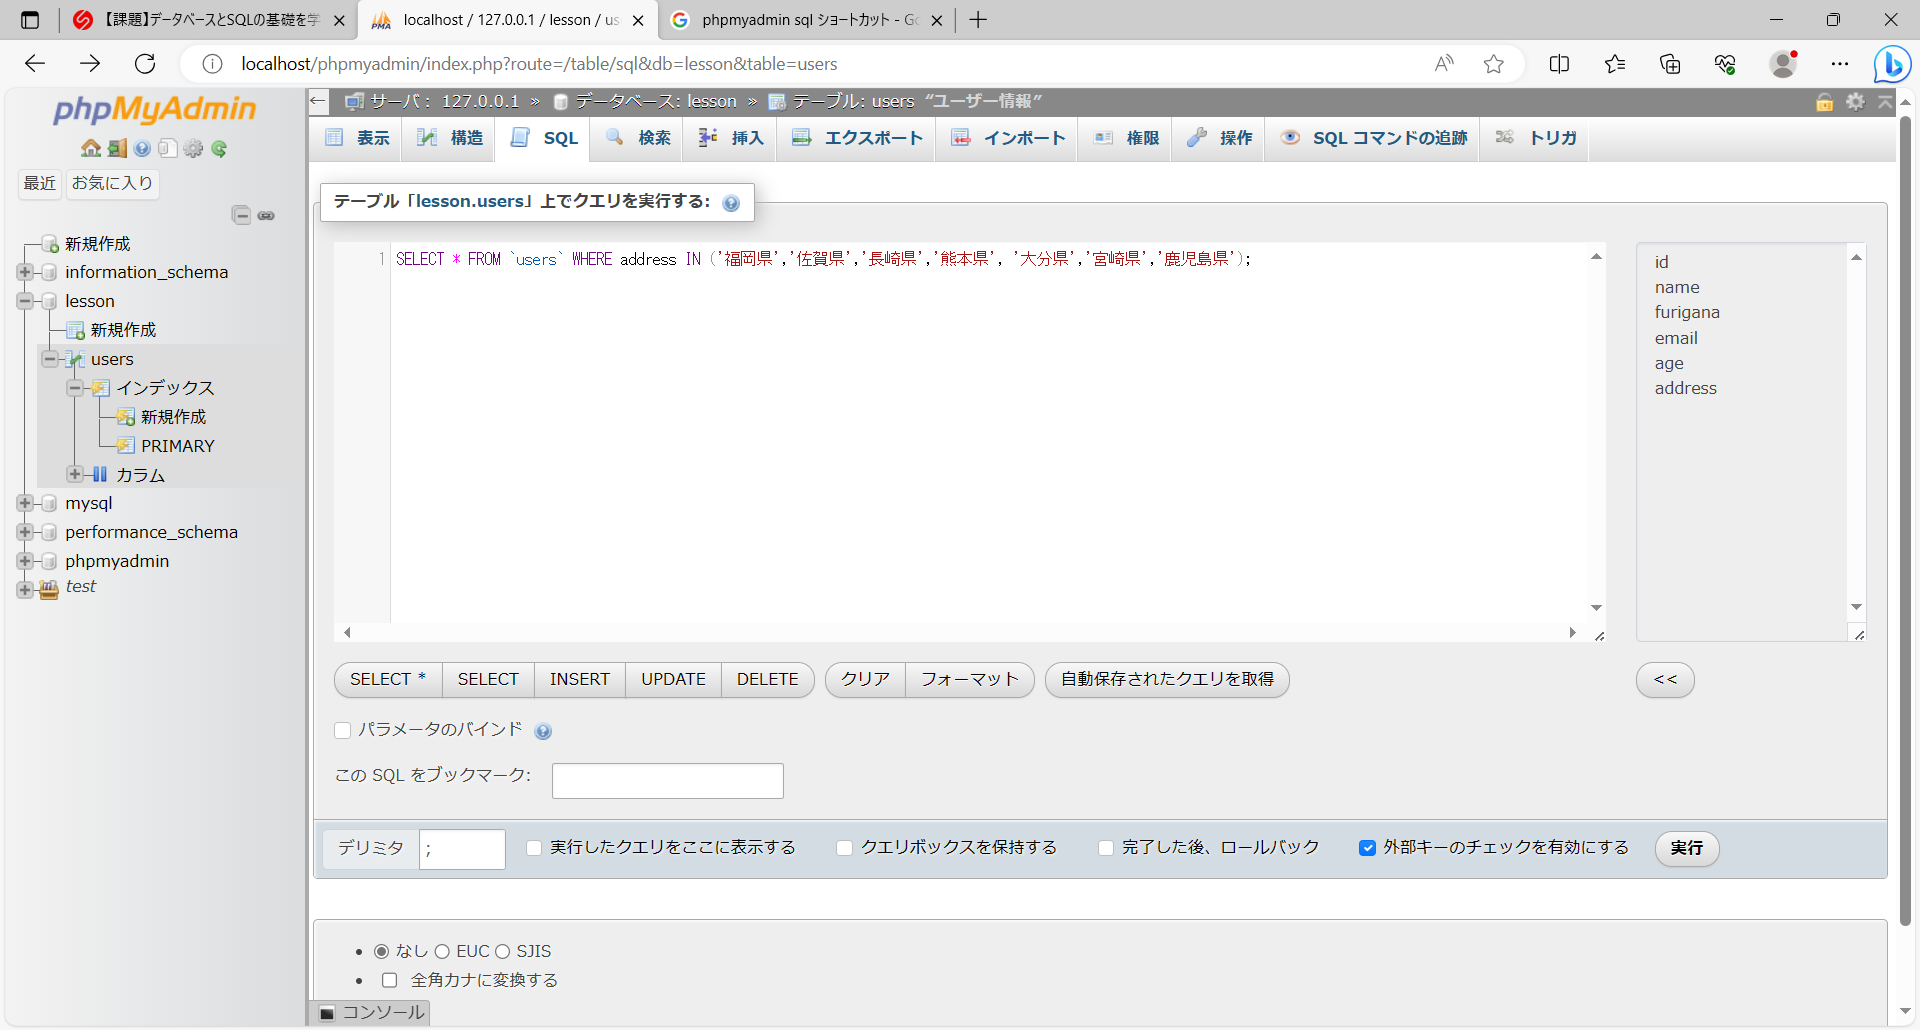 【課題】データベースとSQLの基礎を学
localhost / 127.0.0.1 / lesson / us
phpmyadmin sql ショートカット - Go
localhost/phpmyadmin/index.php?route=/table/sql&db=lesson&table=users
phpMyAdmin
最近
お気に入り
新規作成
information_schema
lesson
新規作成
users
インデックス
新規作成
PRIMARY
カラム
mysql
performance_schema
phpmyadmin
test
サーバ: 127.0.0.1 » データベース: lesson » テーブル: users “ユーザー情報”
表示 構造 SQL 検索 挿入 エクスポート インポート 権限 操作 SQL コマンドの追跡 トリガ
テーブル「lesson.users」上でクエリを実行する:
1 SELECT * FROM `users` WHERE address IN ('福岡県','佐賀県','長崎県','熊本県', '大分県','宮崎県','鹿児島県');
id
name
furigana
email
age
address
SELECT * SELECT INSERT UPDATE DELETE クリア フォーマット 自動保存されたクエリを取得 <<
パラメータのバインド
この SQL をブックマーク:
デリミタ ; 実行したクエリをここに表示する クエリボックスを保持する 完了した後、ロールバック 外部キーのチェックを有効にする 実行
なし EUC SJIS
全角カナに変換する
コンソール